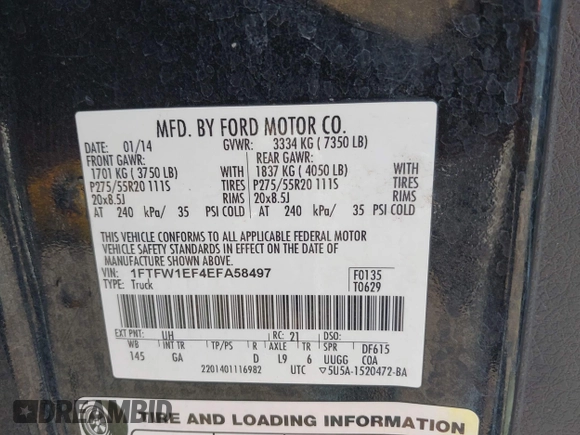 MFD. BY FORD MOTOR CO.
DATE: 01/14 GVWR: 3334 KG ( 7350 LB)
FRONT GAWR: REAR GAWR:
1701 KG ( 3750 LB) WITH 1837 KG ( 4050 LB) WITH
P275/55R20 111S TIRES P275/55R20 111S TIRES
20x8.5J RIMS 20x8.5J RIMS
AT 240 kPa/ 35 PSI COLD AT 240 kPa/ 35 PSI COLD
THIS VEHICLE CONFORMS TO ALL APPLICABLE FEDERAL MOTOR
VEHICLE SAFETY STANDARDS IN EFFECT ON THE DATE OF
MANUFACTURE SHOWN ABOVE.
VIN: 1FTFW1EF4EFA58497 F0135
TYPE: Truck T0629
EXT PNT: UH RC: 21 DSO:
WB INT TR TP/PS R AXLE TR SPR DF615
145 GA D L9 6 UUGG COA
2201401116982 UTC ▽5U5A-1520472-BA
TIRE AND LOADING INFORMATION
DREAMBID